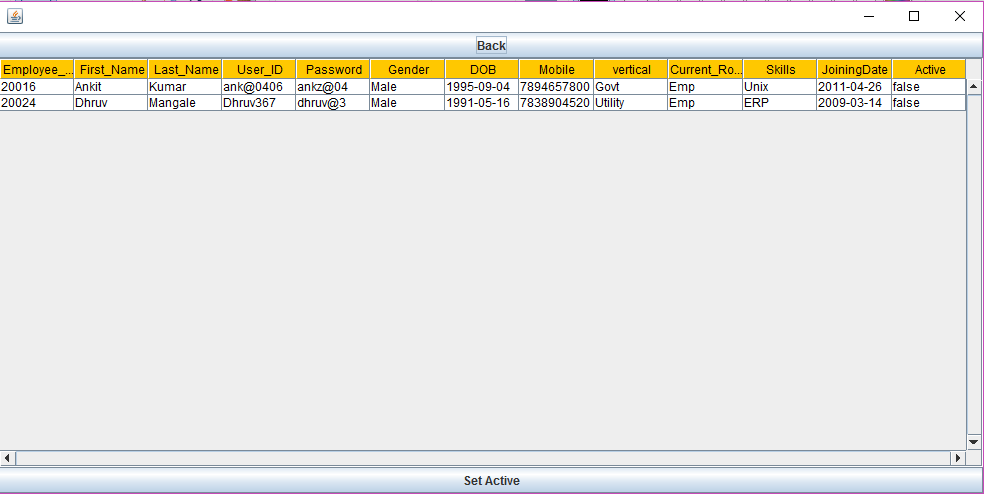 Back
Employee_... First_Name Last_Name User_ID Password Gender DOB Mobile vertical Current_Ro... Skills JoiningDate Active
20016 Ankit Kumar ank@0406 ankz@04 Male 1995-09-04 7894657800 Govt Emp Unix 2011-04-26 false
20024 Dhruv Mangale Dhruv367 dhruv@3 Male 1991-05-16 7838904520 Utility Emp ERP 2009-03-14 false
Set Active